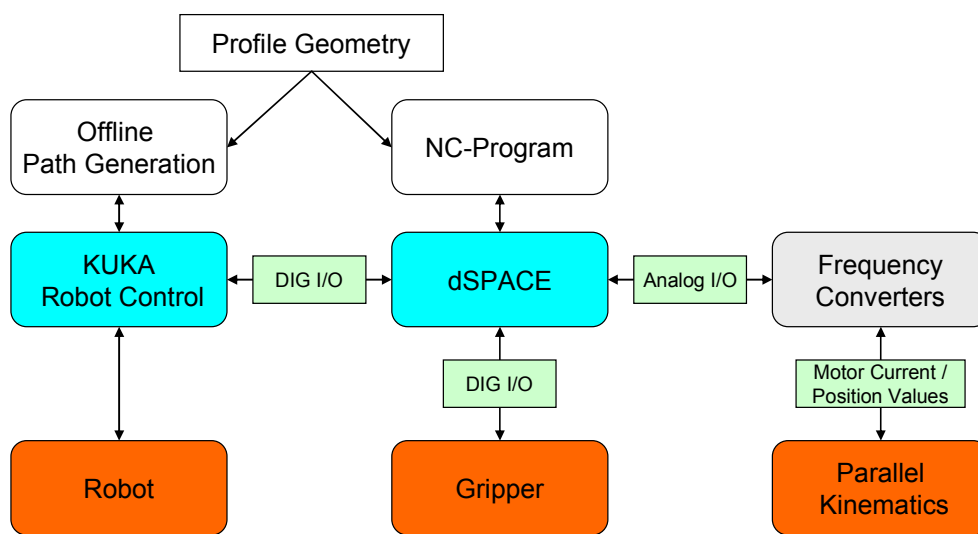 Profile Geometry
Offline
Path Generation
NC-Program
KUKA
Robot Control
DIG I/O
dSPACE
Analog I/O
Frequency
Converters
DIG I/O
Motor Current /
Position Values
Robot
Gripper
Parallel
Kinematics